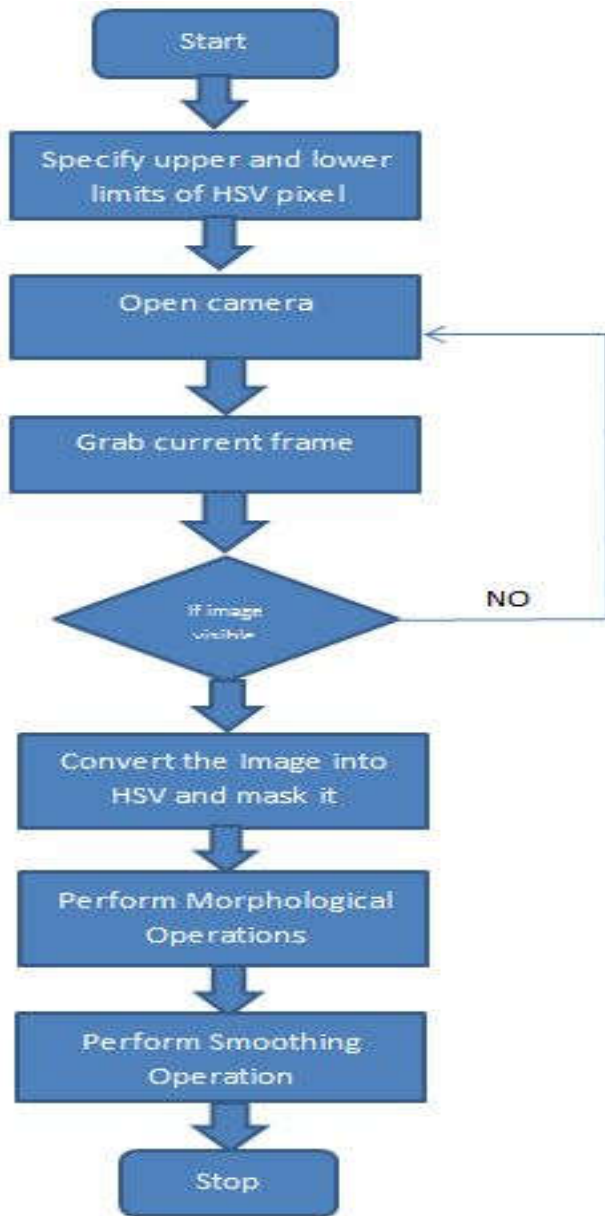 Start
Specify upper and lower
limits of HSV pixel
Open camera
Grab current frame
If image
visible
NO
Convert the Image into
HSV and mask it
Perform Morphological
Operations
Perform Smoothing
Operation
Stop